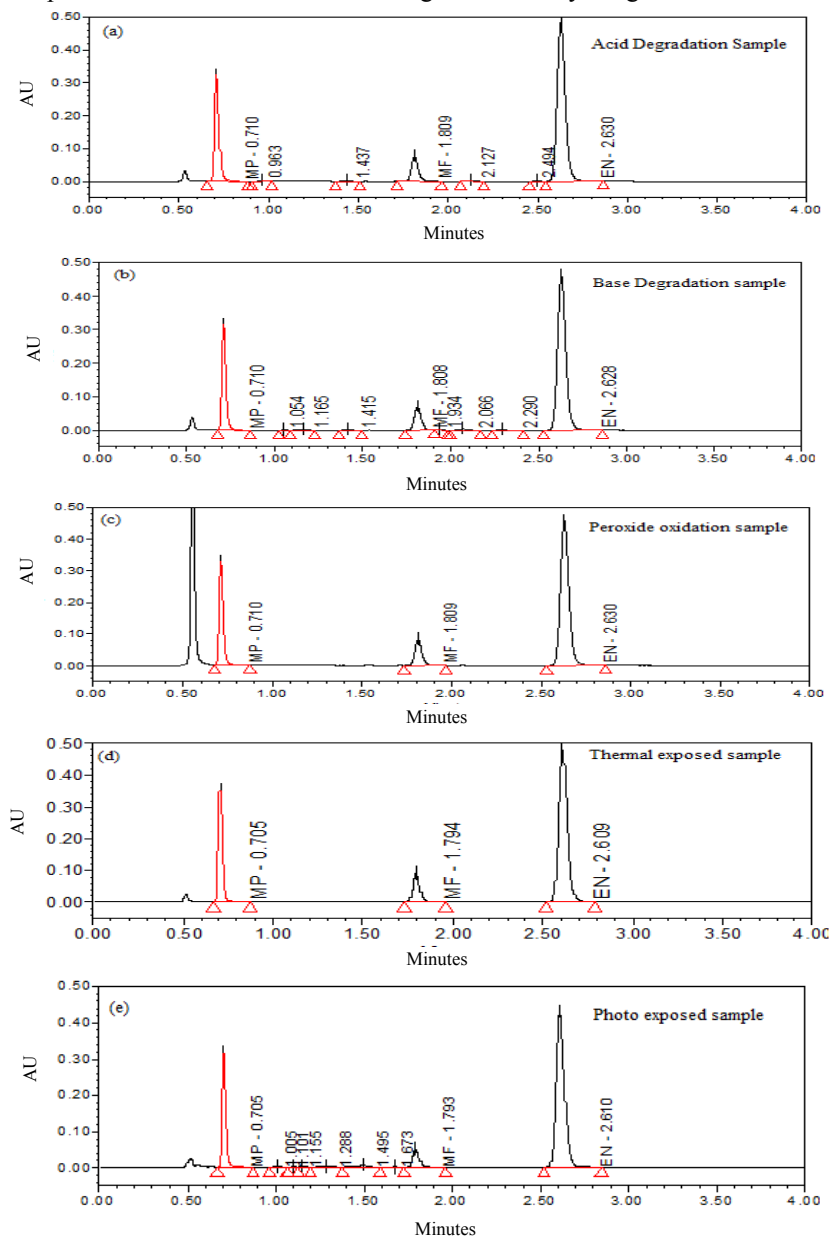 (a)
Acid Degradation Sample
AU
0.50
0.40
0.30
0.20
0.10
0.00
MP - 0.710
0.963
1.437
MF - 1.809
2.127
2.494
EN - 2.630
0.00 0.50 1.00 1.50 2.00 2.50 3.00 3.50 4.00
Minutes
(b)
Base Degradation sample
AU
0.50
0.40
0.30
0.20
0.10
0.00
MP - 0.710
1.054
1.165
1.415
MF - 1.808
1.934
2.066
2.290
EN - 2.628
0.50 1.00 1.50 2.00 2.50 3.00 3.50 4.00
Minutes
(c)
Peroxide oxidation sample
AU
0.50
0.40
0.30
0.20
0.10
0.00
MP - 0.710
MF - 1.809
EN - 2.630
0.00 0.50 1.00 1.50 2.00 2.50 3.00 3.50 4.00
Minutes
(d)
Thermal exposed sample
AU
0.50
0.40
0.30
0.20
0.10
0.00
MP - 0.705
MF - 1.794
EN - 2.609
0.00 0.50 1.00 1.50 2.00 2.50 3.00 3.50 4.00
Minutes
(e)
Photo exposed sample
AU
0.50
0.40
0.30
0.20
0.10
0.00
MP - 0.705
1.005
1.101
1.155
1.288
1.495
1.673
MF - 1.793
EN - 2.610
0.00 0.50 1.00 1.50 2.00 2.50 3.00 3.50 4.00
Minutes